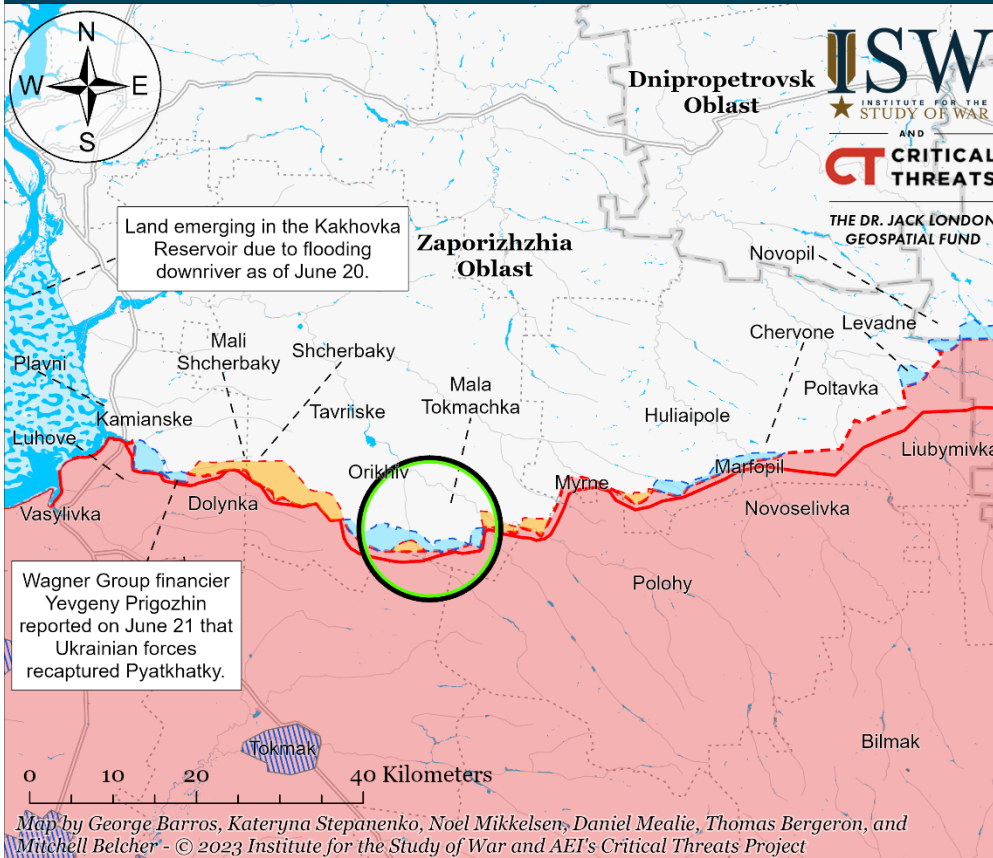 N
W
E
S
Dnipropetrovsk
Oblast
ISW
INSTITUTE FOR THE
STUDY OF WAR
AND
CT CRITICAL
THREATS
THE DR. JACK LONDON
GEOSPATIAL FUND
Land emerging in the Kakhovka
Reservoir due to flooding
downriver as of June 20.
Zaporizhzhia
Oblast
Novopil
Mali
Shcherbaky
Shcherbaky
Chervone
Levadne
Plavni
Mala
Tokmachka
Poltavka
Kamianske
Tavriiske
Huliaipole
Luhove
Orikhiv
Marfopil
Liubymivka
Myrne
Vasylivka
Dolynka
Novoselivka
Polohy
Wagner Group financier
Yevgeny Prigozhin
reported on June 21 that
Ukrainian forces
recaptured Pyatkhatky.
Tokmak
Bilmak
0 10 20 40 Kilometers
Map by George Barros, Kateryna Stepanenko, Noel Mikkelsen, Daniel Mealie, Thomas Bergeron, and
Mitchell Belcher - © 2023 Institute for the Study of War and AEI's Critical Threats Project